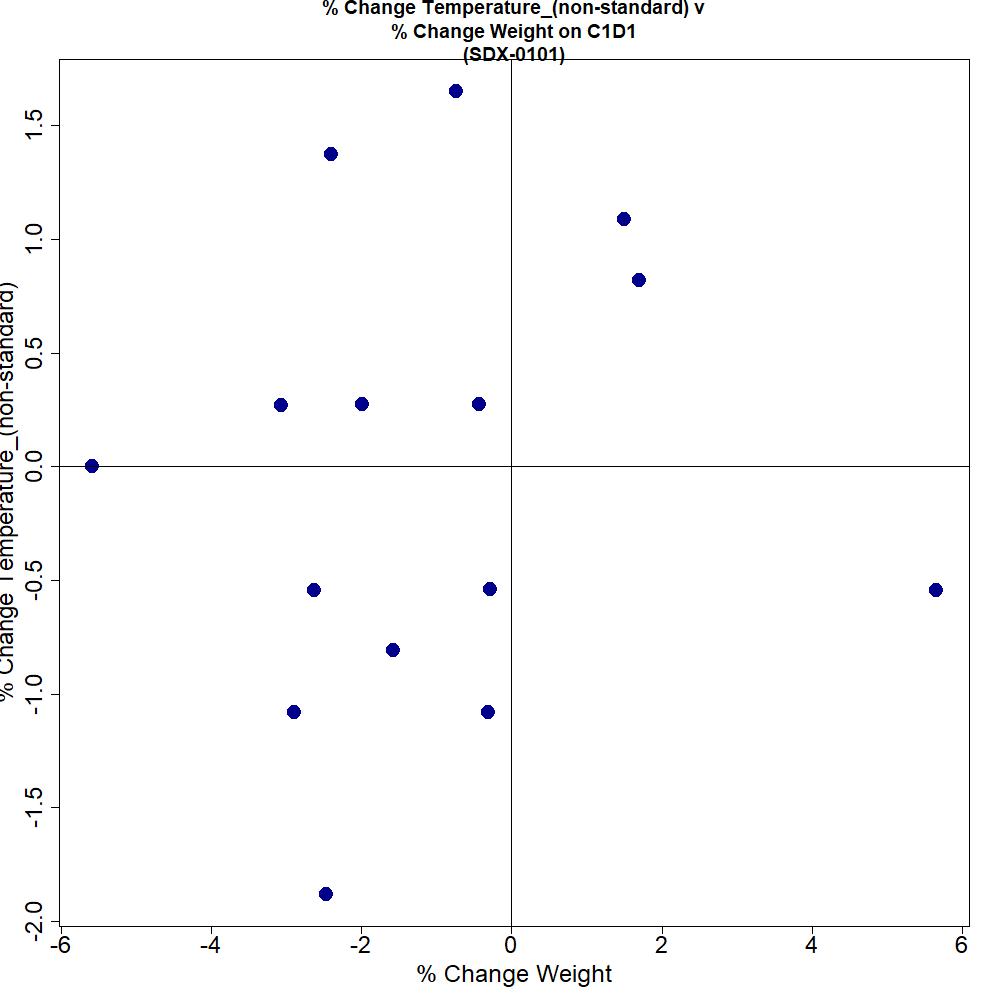 % Change Temperature_(non-standard) v
% Change Weight on C1D1
(SDX-0101)
% Change Temperature_(non-standard)
1.5
1.0
0.5
0.0
-0.5
-1.0
-1.5
-2.0
-6 -4 -2 0 2 4 6
% Change Weight